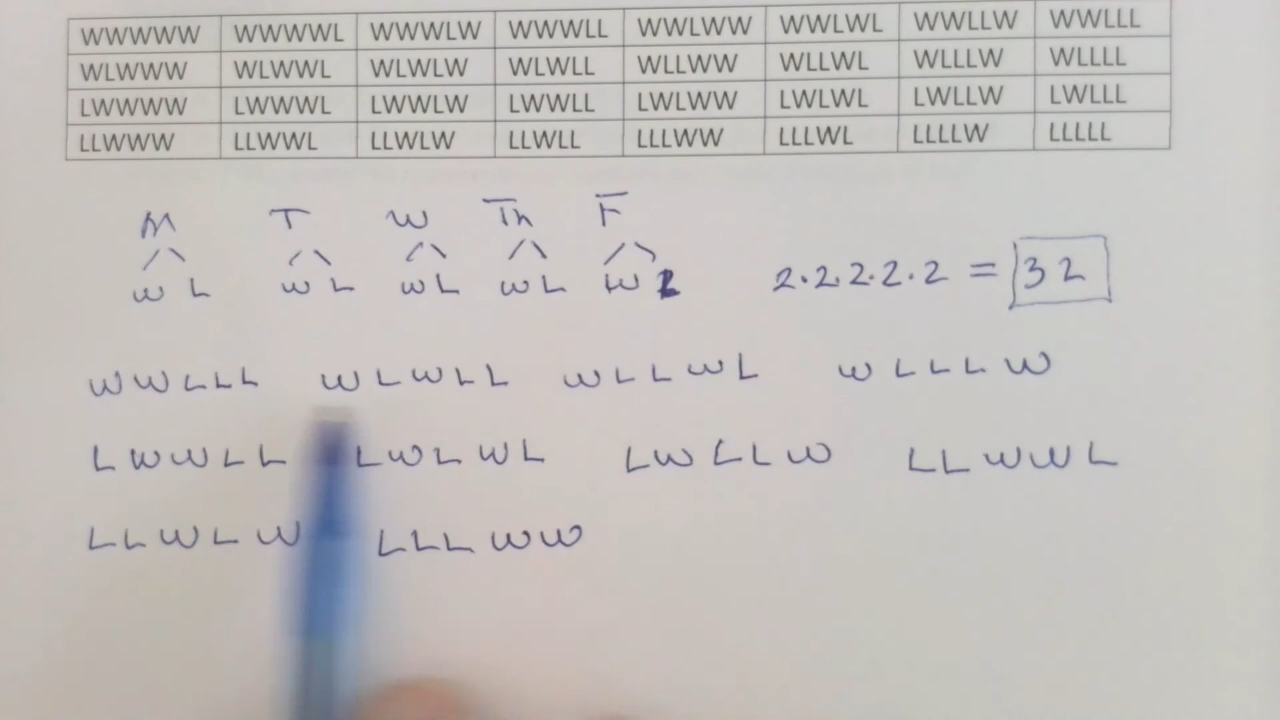 WWWWW WWWWL WWWLW WWWLL WWLWW WWLWL WWLLW WWLLL
WLWWW WLWWL WLWLW WLWLL WLLWW WLLWL WLLLW WLLLL
LWWWW LWWWL LWWLW LWWLL LWLWW LWLWL LWLLW LWLLL
LLWWW LLWWL LLWLW LLWLL LLLWW LLLWL LLLLW LLLLL
M T W Th F
W L W L W L W L W L 2·2·2·2·2 = 32
WWLLL WLWLL WLLWL WLLLW
LWWLL LWLWL LWLLW LLWWL
LLWLW LLLWW